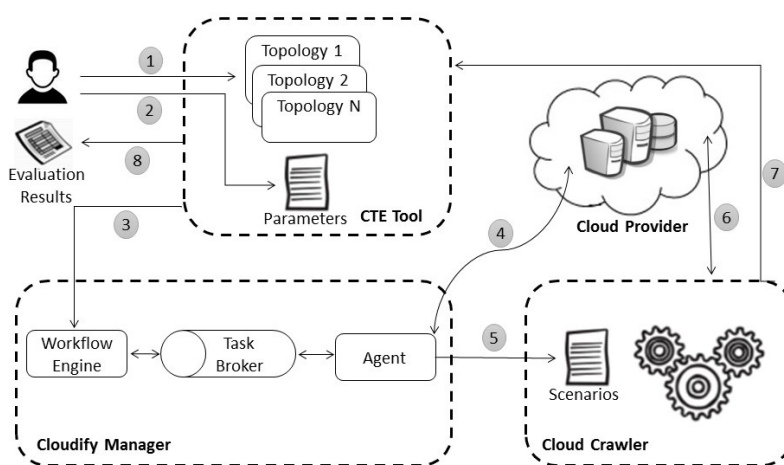 1
Topology 1
Topology 2
Topology N
2
8
Evaluation
Results
Parameters
CTE Tool
3
4
Cloud Provider
6
7
Workflow
Engine
Task
Broker
Agent
5
Scenarios
Cloudify Manager
Cloud Crawler